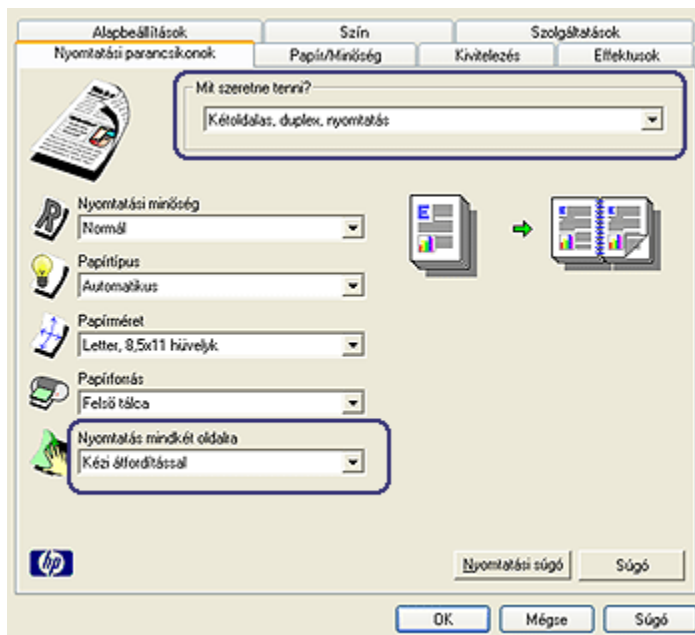 Alapbeállítások Szín Szolgáltatások
Nyomtatási parancsikonok Papír/Minőség Kivitelezés Effektusok
Mit szeretne tenni?
Kétoldalas, duplex, nyomtatás
Nyomtatási minőség
Normál
Papírtípus
Automatikus
Papírméret
Letter, 8,5x11 hüvelyk
Papírforrás
Felső tálca
Nyomtatás mindkét oldalra
Kézi átfordítással
hp
Nyomtatási súgó Súgó
OK Mégse Súgó